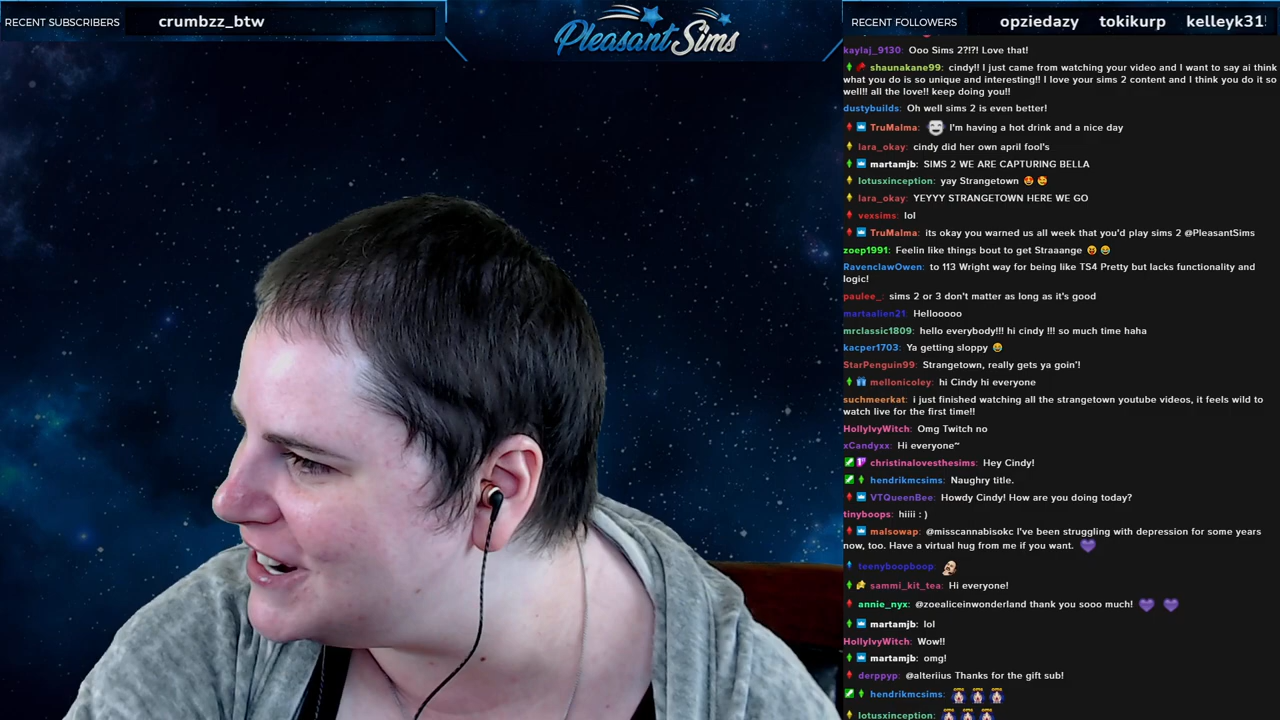 RECENT SUBSCRIBERS crumbzz_btw
PleasantSims
RECENT FOLLOWERS opziedazy tokikurp kelleyk31
kaylaj_9130: Ooo Sims 2?!?! Love that!
shaunakane99: cindy!! I just came from watching your video and I want to say ai think
what you do is so unique and interesting!! I love your sims 2 content and I think you do it so
well!! all the love!! keep doing you!!
dustybuilds: Oh well sims 2 is even better!
TruMalma: I'm having a hot drink and a nice day
lara_okay: cindy did her own april fool's
martamjb: SIMS 2 WE ARE CAPTURING BELLA
lotusxinception: yay Strangetown 😍 🥰
lara_okay: YEYYY STRANGETOWN HERE WE GO
vexsims: lol
TruMalma: its okay you warned us all week that you'd play sims 2 @PleasantSims
zoep1991: Feelin like things bout to get Straaange
RavenclawOwen: to 113 Wright way for being like TS4 Pretty but lacks functionality and
logic!
paulee_: sims 2 or 3 don't matter as long as it's good
martaalien21: Hellooooo
mrclassic1809: hello everybody!!! hi cindy !!! so much time haha
kacper1703: Ya getting sloppy 😂
StarPenguin99: Strangetown, really gets ya goin'!
mellonicoley: hi Cindy hi everyone
suchmeerkat: i just finished watching all the strangetown youtube videos, it feels wild to
watch live for the first time!!
HollyIvyWitch: Omg Twitch no
xCandyxx: Hi everyone~
christinalovesthesims: Hey Cindy!
hendrikmcsims: Naughry title.
VTQueenBee: Howdy Cindy! How are you doing today?
tinyboops: hiiii : )
malsowap: @misscannabisokc I've been struggling with depression for some years
now, too. Have a virtual hug from me if you want. 💜
teenyboopboop:
sammi_kit_tea: Hi everyone!
annie_nyx: @zoealiceinwonderland thank you sooo much! 💜 💜
martamjb: lol
HollyIvyWitch: Wow!!
martamjb: omg!
derppyp: @alteriius Thanks for the gift sub!
hendrikmcsims:
lotusxinception: